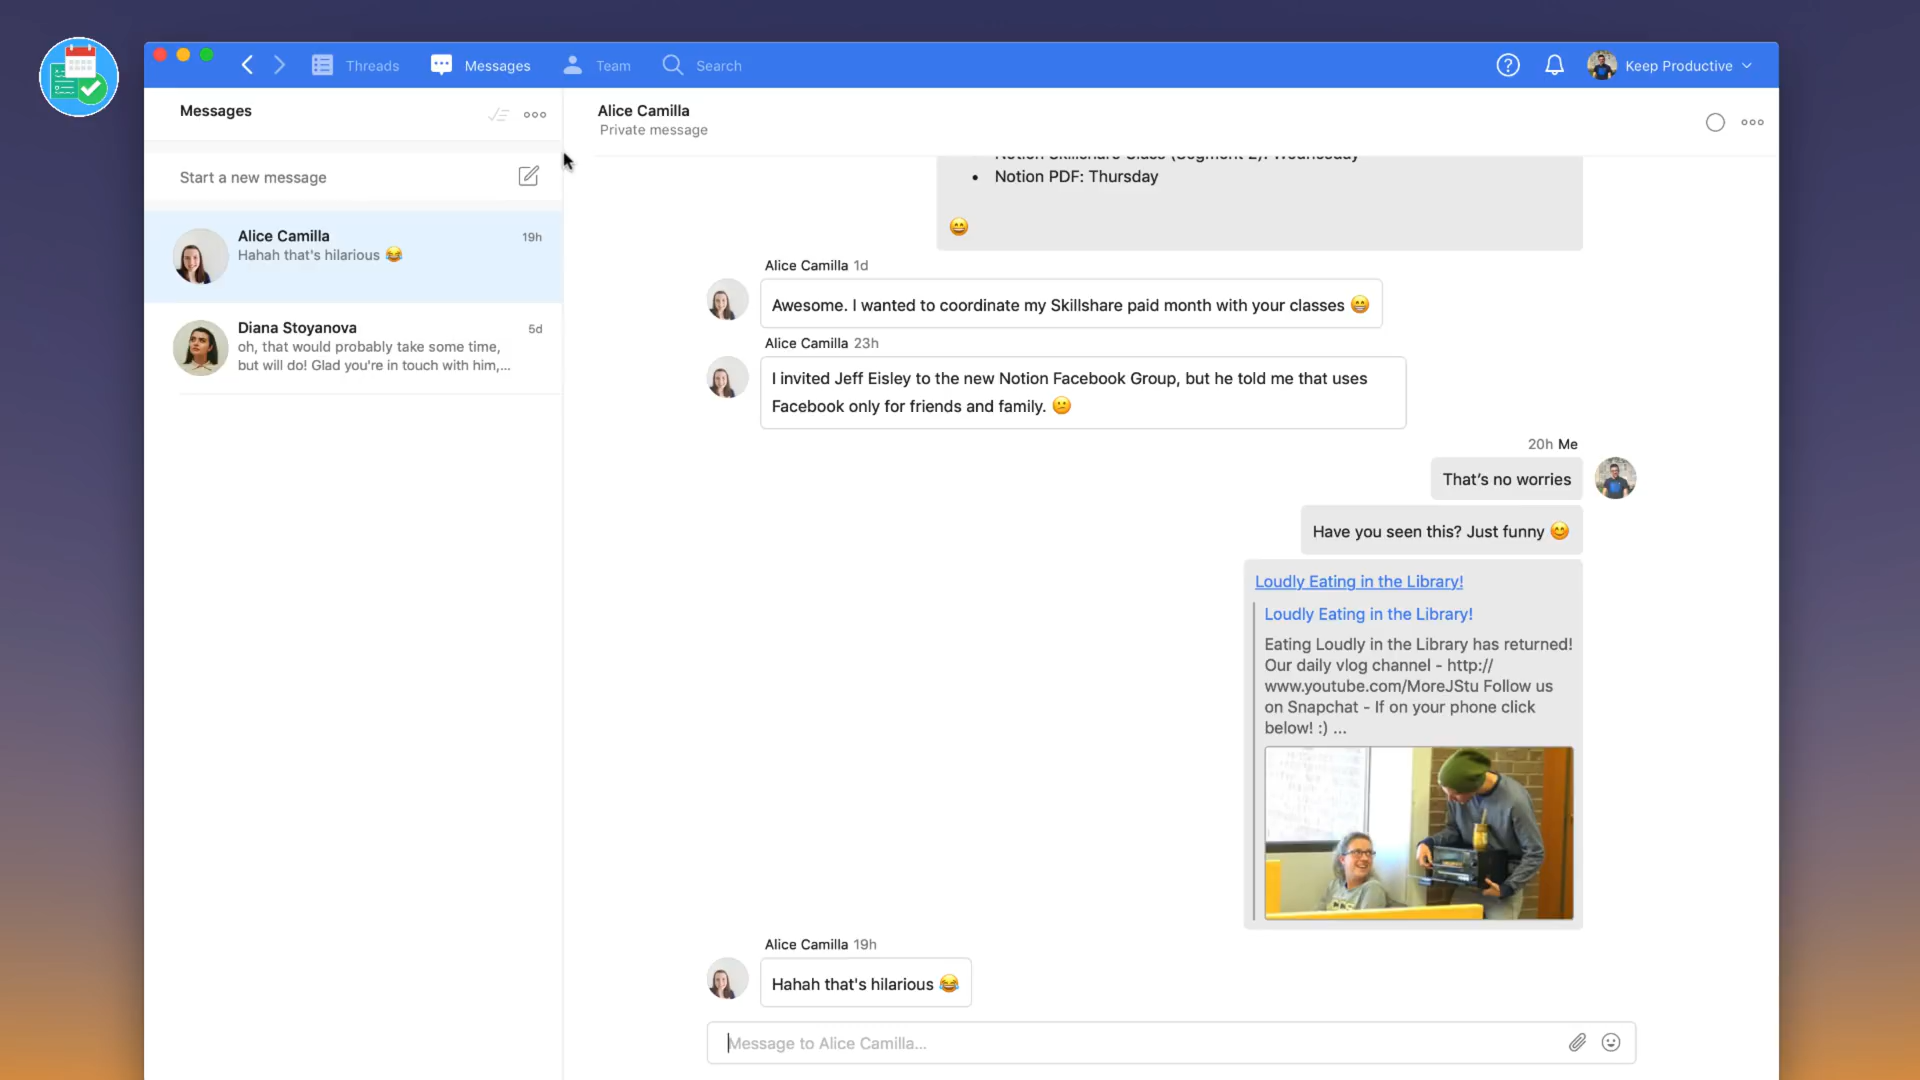 Threads
Messages
Team
Search
Keep Productive
Messages
Start a new message
Alice Camilla
19h
Hahah that's hilarious 😂
Diana Stoyanova
5d
oh, that would probably take some time,
but will do! Glad you're in touch with him,...
Alice Camilla
Private message
Notion Skillshare Class (Segment 2): Wednesday
• Notion PDF: Thursday
😀
Alice Camilla 1d
Awesome. I wanted to coordinate my Skillshare paid month with your classes 😁
Alice Camilla 23h
I invited Jeff Eisley to the new Notion Facebook Group, but he told me that uses
Facebook only for friends and family. 😕
20h Me
That's no worries
Have you seen this? Just funny 😊
Loudly Eating in the Library!
Loudly Eating in the Library!
Eating Loudly in the Library has returned!
Our daily vlog channel - http://
www.youtube.com/MoreJStu Follow us
on Snapchat - If on your phone click
below! :) ...
Alice Camilla 19h
Hahah that's hilarious 😂
Message to Alice Camilla...